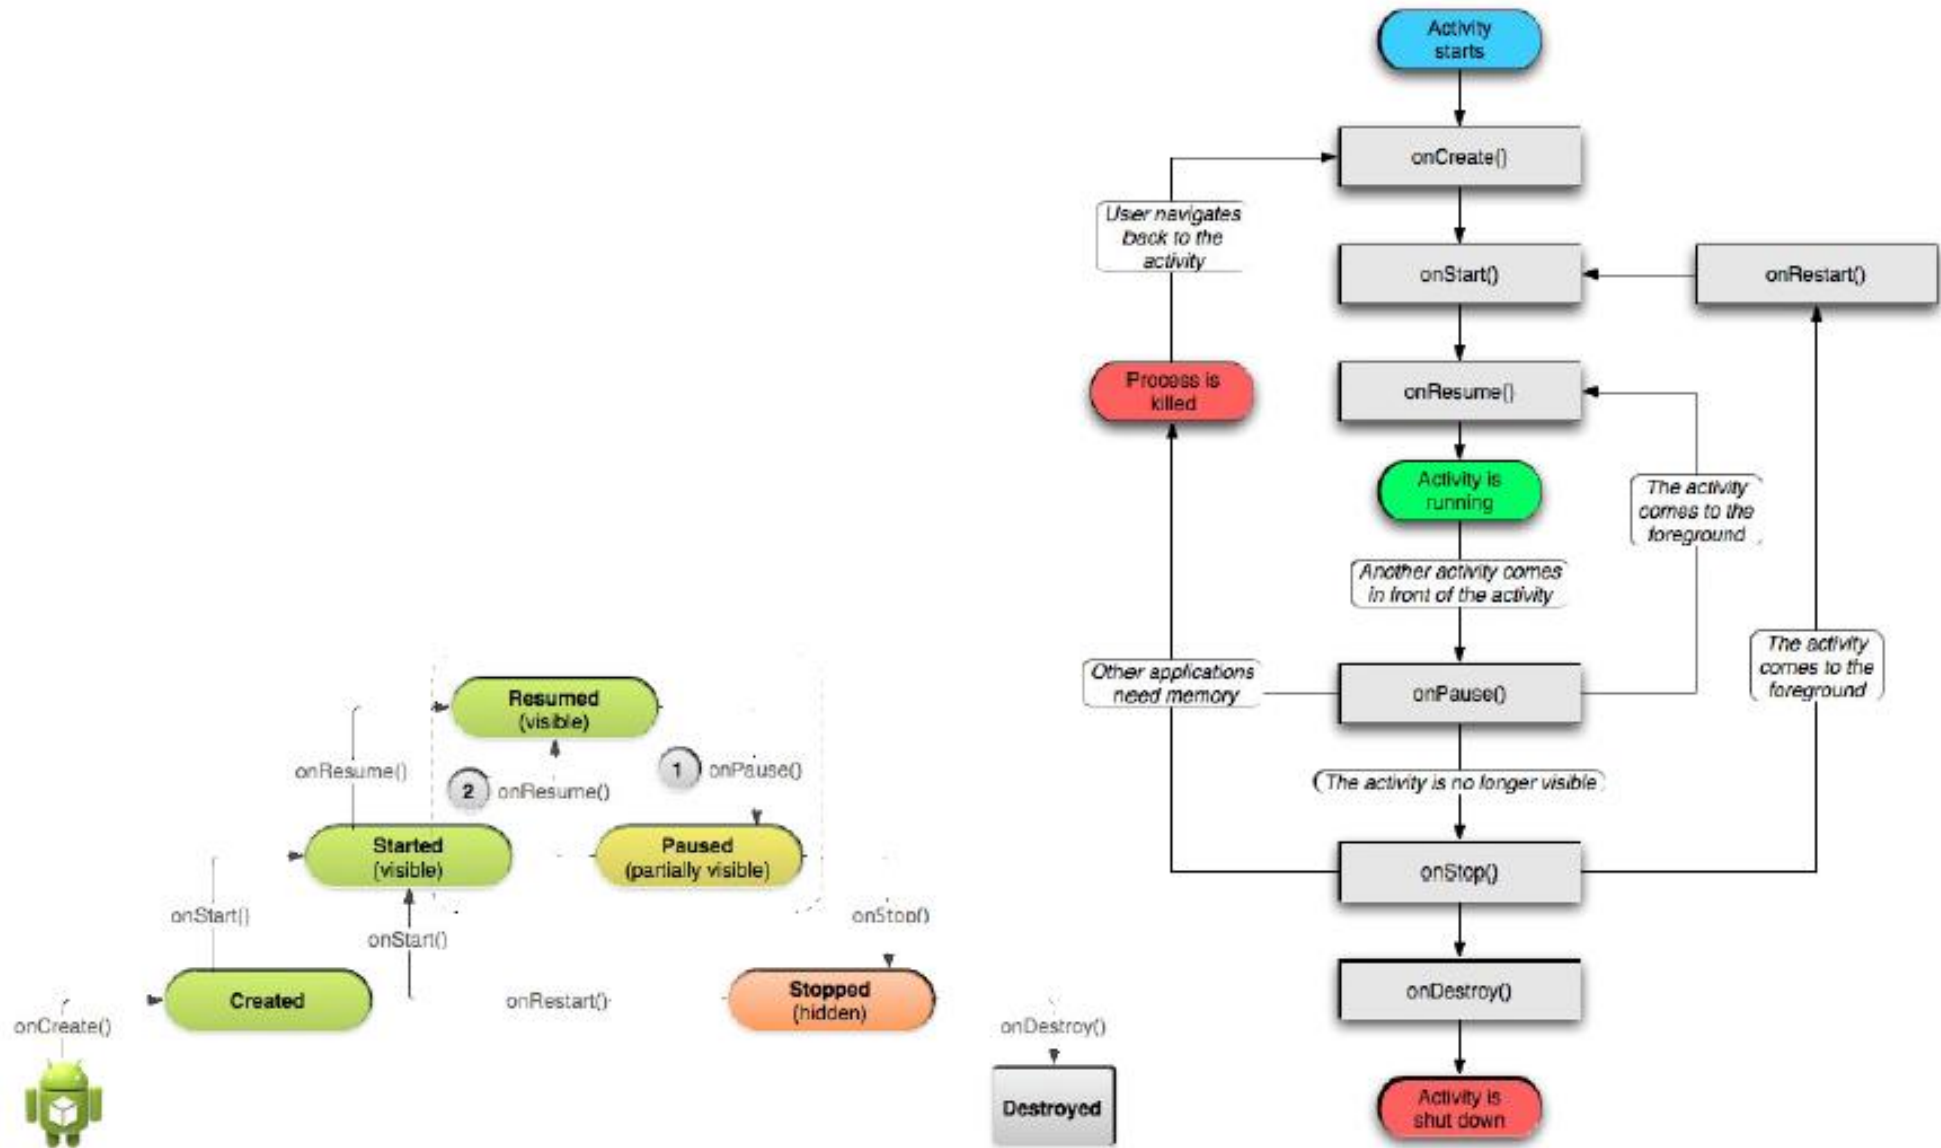 Resumed
(visible)
onResume()
2
onResume()
1
onPause()
Started
(visible)
Paused
(partially visible)
onStart()
onStart()
onStop()
Created
onRestart()
Stopped
(hidden)
onCreate()
onDestroy()
Destroyed
Activity
starts
onCreate()
User navigates
back to the
activity
onStart()
onRestart()
Process is
killed
onResume()
Activity is
running
The activity
comes to the
foreground
Another activity comes
in front of the activity
Other applications
need memory
onPause()
The activity
comes to the
foreground
The activity is no longer visible
onStop()
onDestroy()
Activity is
shut down